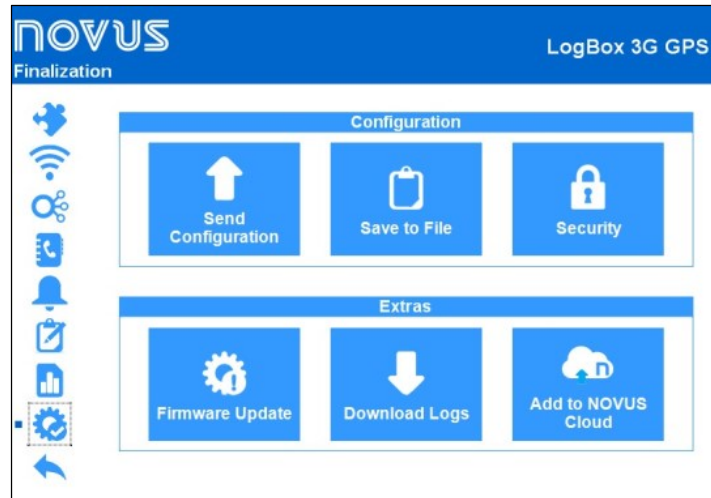 NOVUS
LogBox 3G GPS
Finalization
Configuration
Send
Configuration
Save to File
Security
Extras
Firmware Update
Download Logs
Add to NOVUS
Cloud
n